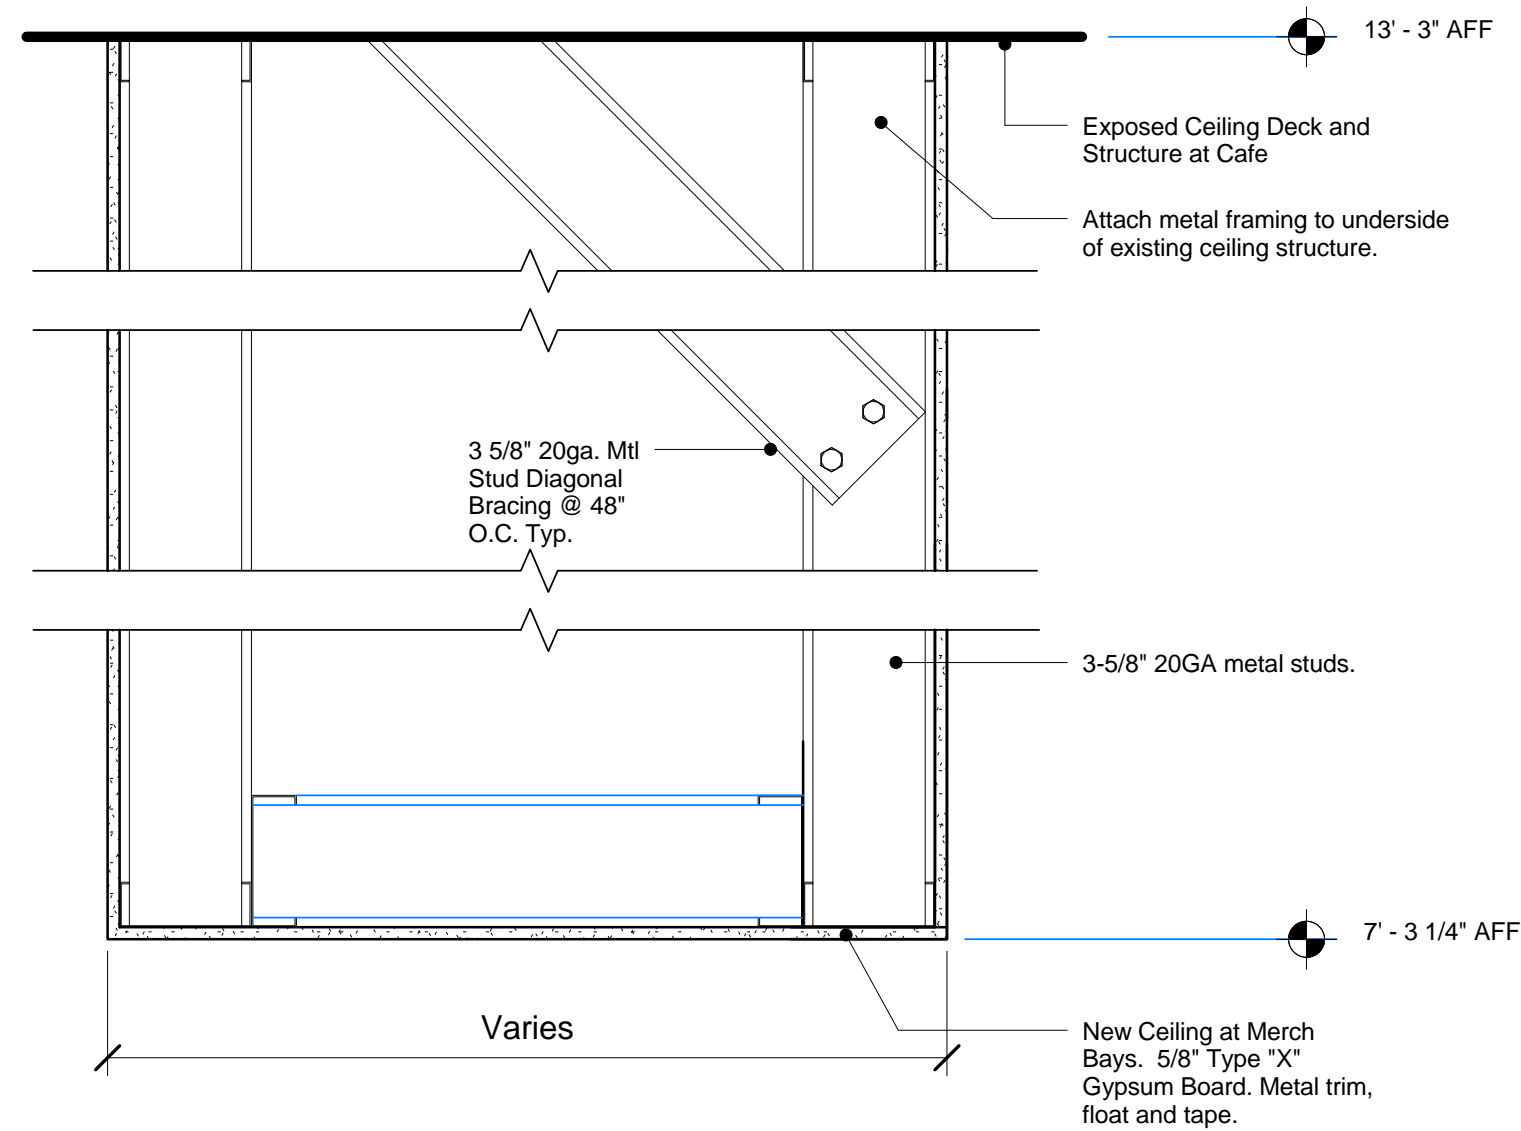 13' - 3" AFF
Exposed Ceiling Deck and
Structure at Cafe
Attach metal framing to underside
of existing ceiling structure.
3 5/8" 20ga. Mtl
Stud Diagonal
Bracing @ 48"
O.C. Typ.
3-5/8" 20GA metal studs.
7' - 3 1/4" AFF
Varies
New Ceiling at Merch
Bays.  5/8" Type "X"
Gypsum Board. Metal trim,
float and tape.